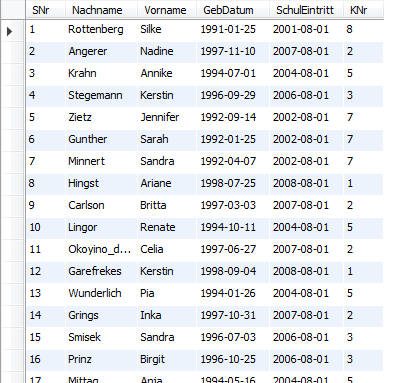 SNr Nachname Vorname GebDatum SchulEintritt KNr
1 Rottenberg Silke 1991-01-25 2001-08-01 8
2 Angerer Nadine 1997-11-10 2007-08-01 2
3 Krahn Annike 1994-07-01 2004-08-01 5
4 Stegemann Kerstin 1996-09-29 2006-08-01 3
5 Zietz Jennifer 1992-09-14 2002-08-01 7
6 Gunther Sarah 1992-01-25 2002-08-01 7
7 Minnert Sandra 1992-04-07 2002-08-01 7
8 Hingst Ariane 1998-07-25 2008-08-01 1
9 Carlson Britta 1997-03-03 2007-08-01 2
10 Lingor Renate 1994-10-11 2004-08-01 5
11 Okoyino_d... Celia 1997-06-27 2007-08-01 2
12 Garefrekes Kerstin 1998-09-04 2008-08-01 1
13 Wunderlich Pia 1994-01-26 2004-08-01 5
14 Grings Inka 1997-10-31 2007-08-01 2
15 Smisek Sandra 1996-07-03 2006-08-01 3
16 Prinz Birgit 1996-10-25 2006-08-01 3
17 Mittag Anja 1994-05-16 2004-08-01 5